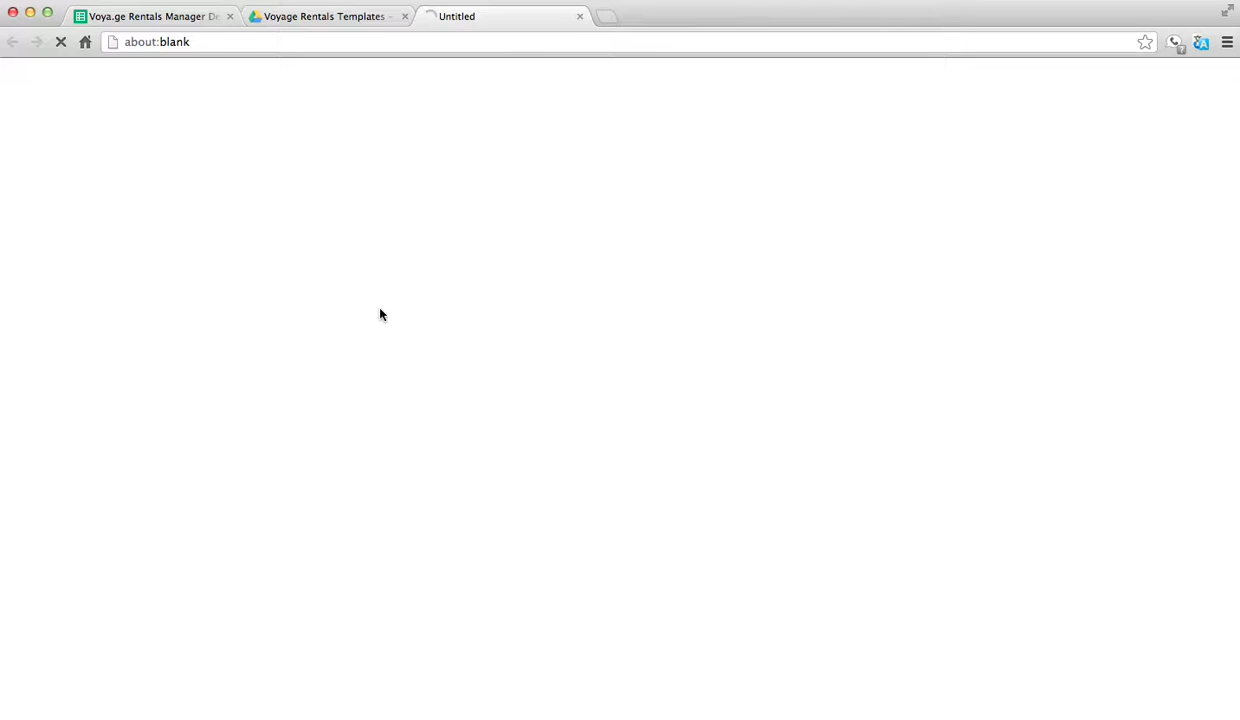 Voya.ge Rentals Manager De
Voyage Rentals Templates -
Untitled
about:blank
?